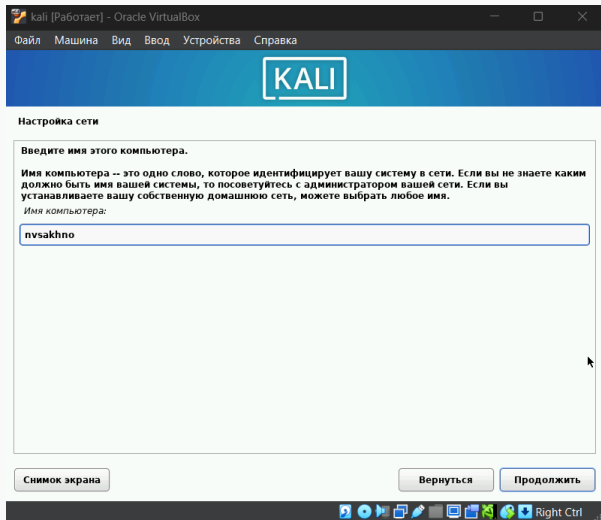 kali [Работает] - Oracle VirtualBox
Файл Машина Вид Ввод Устройства Справка
KALI
Настройка сети
Введите имя этого компьютера.
Имя компьютера -- это одно слово, которое идентифицирует вашу систему в сети. Если вы не знаете каким
должно быть имя вашей системы, то посоветуйтесь с администратором вашей сети. Если вы
устанавливаете вашу собственную домашнюю сеть, можете выбрать любое имя.
Имя компьютера:
nvsakhno
Снимок экрана Вернуться Продолжить
Right Ctrl